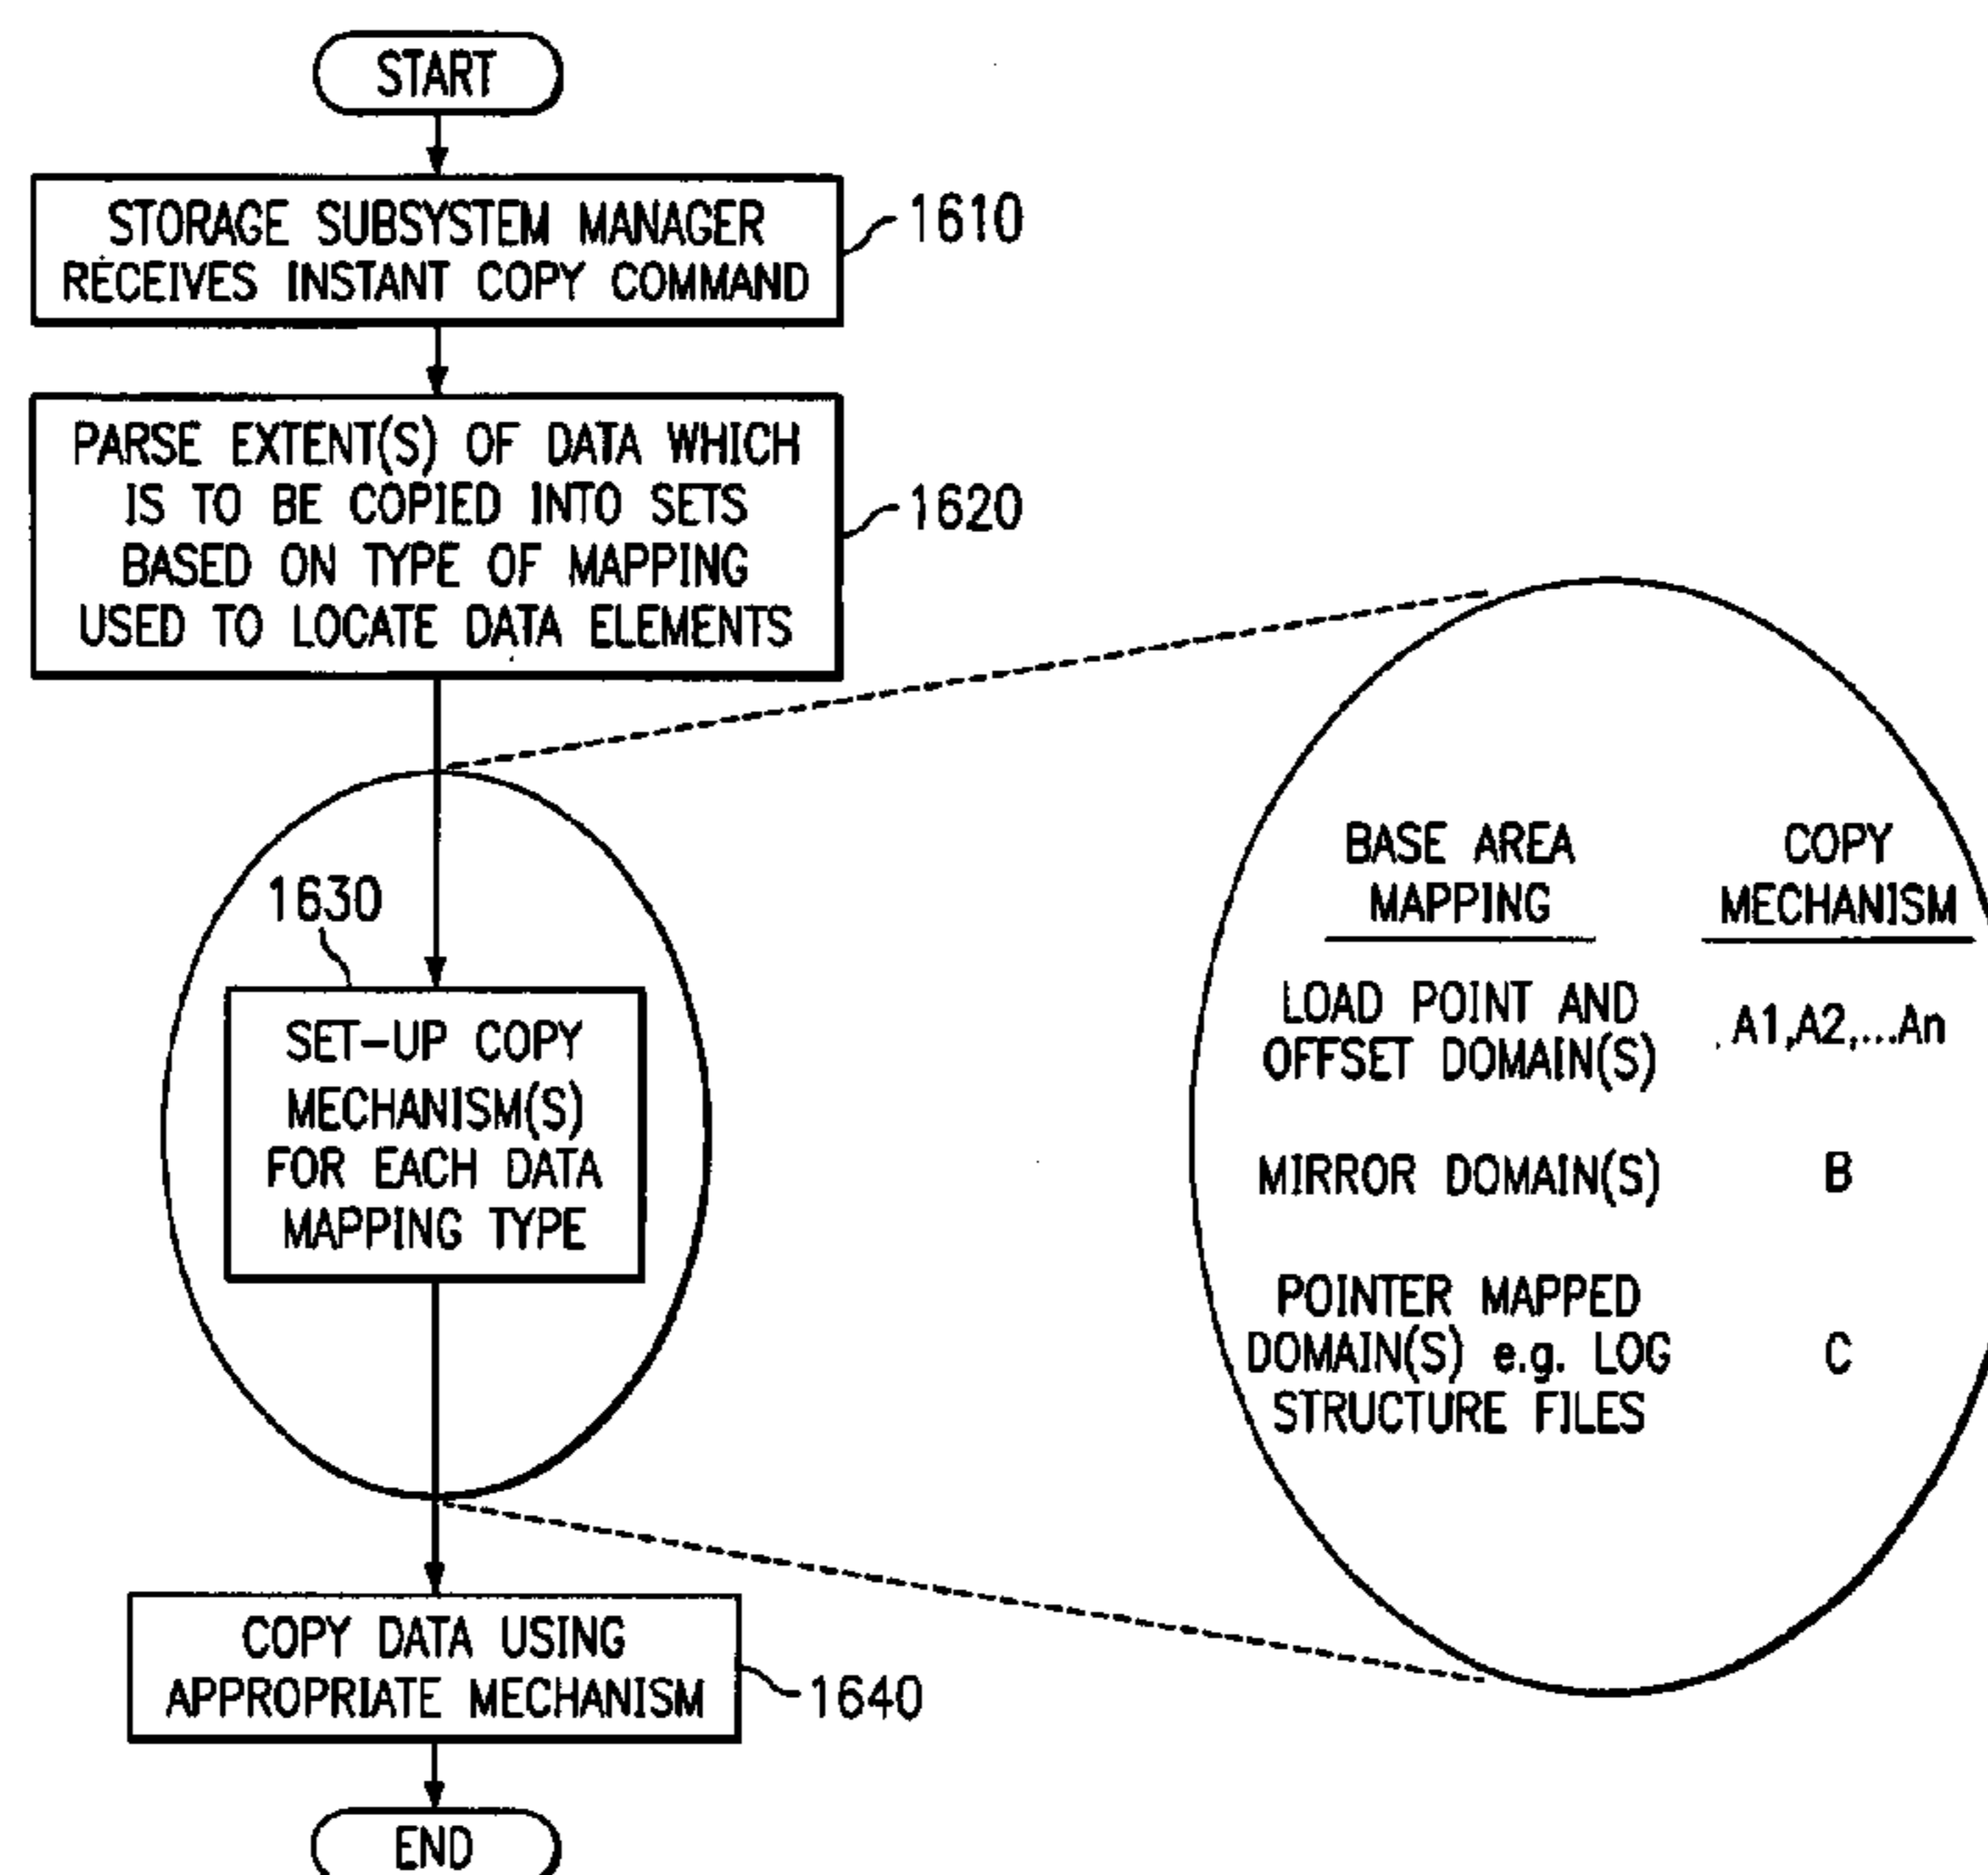 START
STORAGE SUBSYSTEM MANAGER
RECEIVES INSTANT COPY COMMAND
1610
PARSE EXTENT(S) OF DATA WHICH
IS TO BE COPIED INTO SETS
BASED ON TYPE OF MAPPING
USED TO LOCATE DATA ELEMENTS
1620
1630
SET-UP COPY
MECHANISM(S)
FOR EACH DATA
MAPPING TYPE
BASE AREA
MAPPING
COPY
MECHANISM
LOAD POINT AND
OFFSET DOMAIN(S)
A1,A2,...An
MIRROR DOMAIN(S)
B
POINTER MAPPED
DOMAIN(S) e.g. LOG
STRUCTURE FILES
C
COPY DATA USING
APPROPRIATE MECHANISM
1640
END